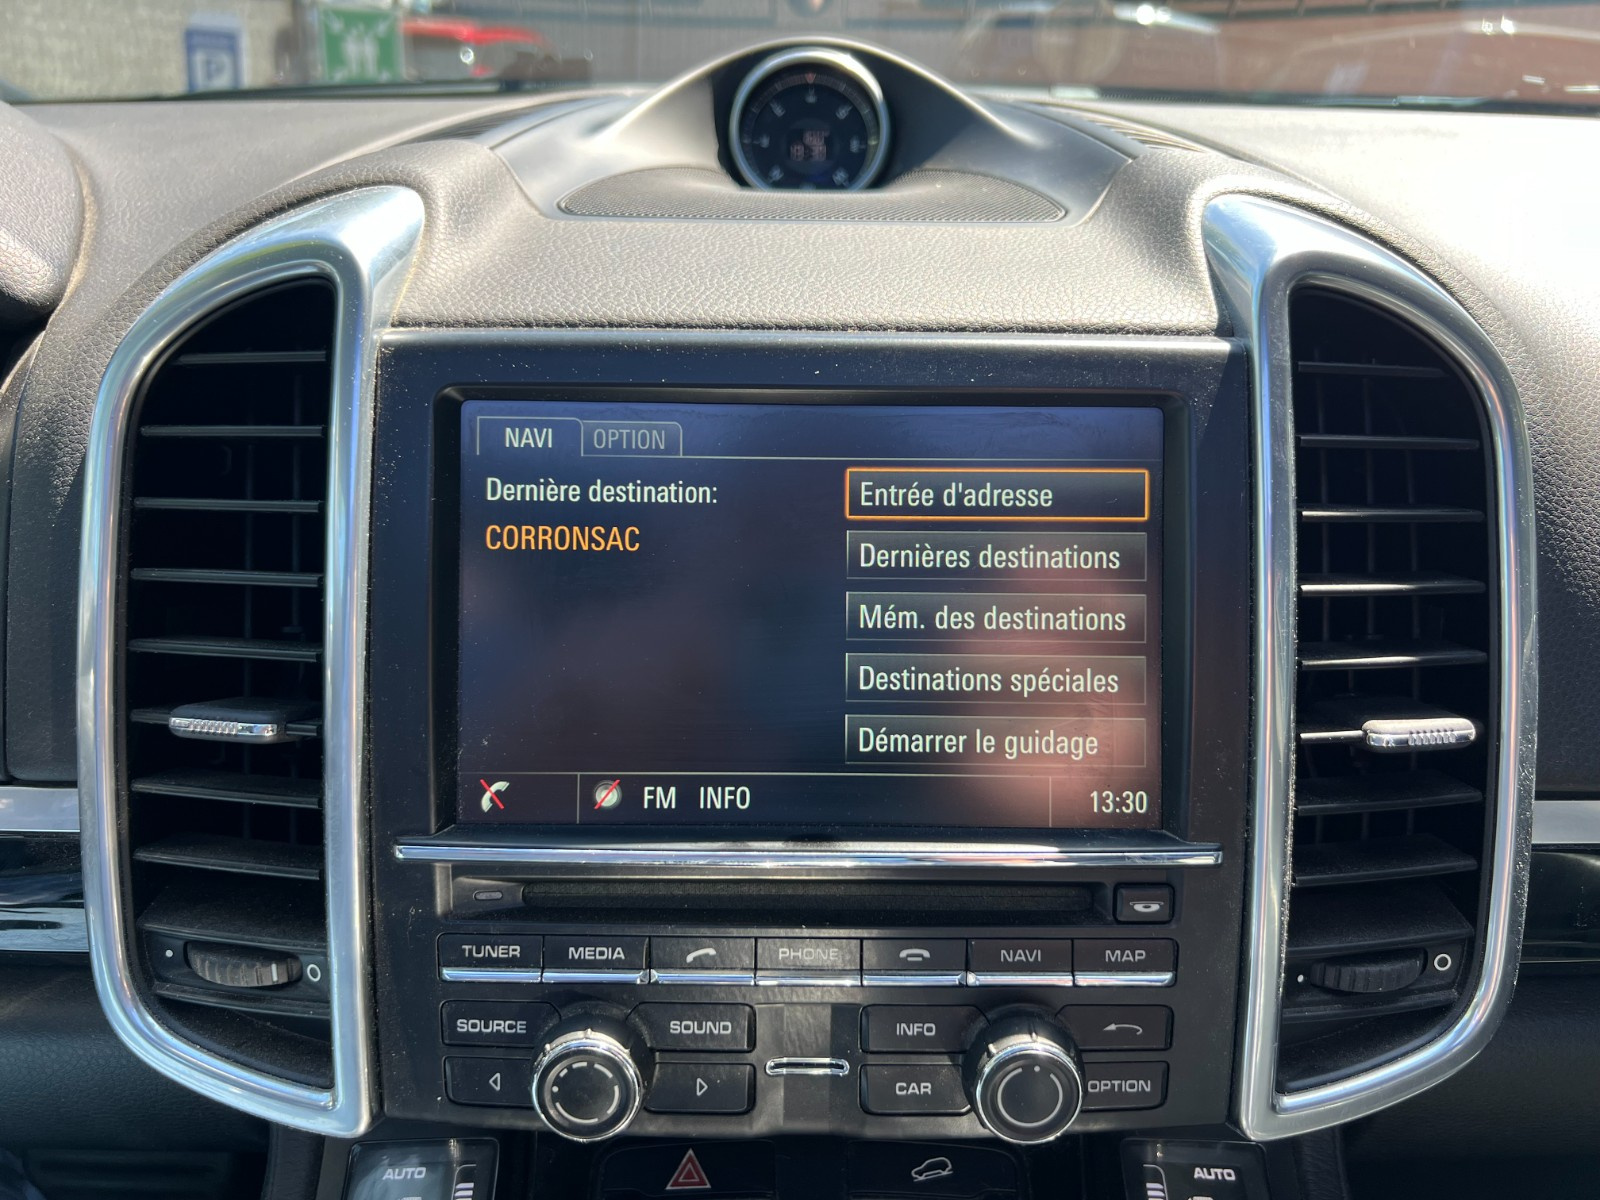 NAVI OPTION
Dernière destination:
CORRONSAC
Entrée d'adresse
Dernières destinations
Mém. des destinations
Destinations spéciales
Démarrer le guidage
FM INFO
13:30
TUNER MEDIA PHONE NAVI MAP
SOURCE SOUND INFO
CAR OPTION
AUTO AUTO